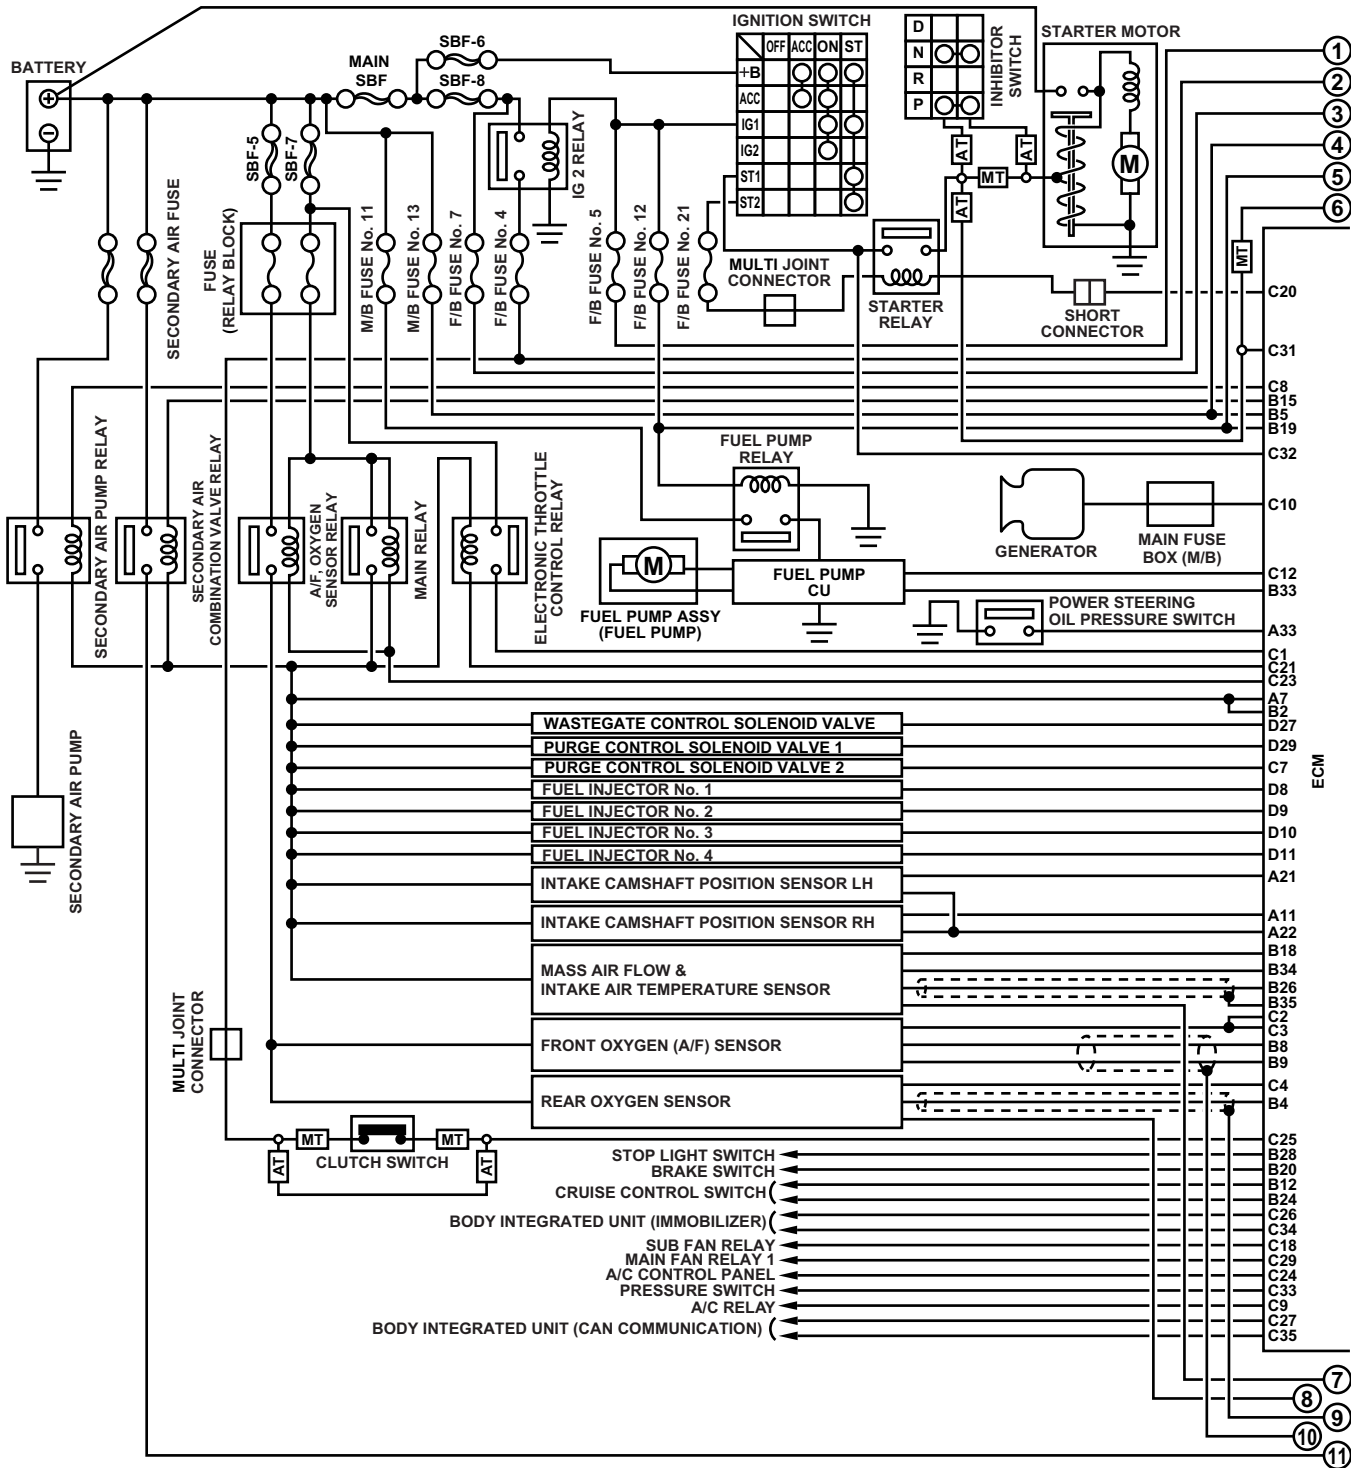 IGNITION SWITCH
OFF
ACC
ON
ST
+B
ACC
IG1
IG2
ST1
ST2
D
N
R
P
INHIBITOR
SWITCH
STARTER MOTOR
M
BATTERY
MAIN
SBF
SBF-6
SBF-8
SBF-5
SBF-7
IG 2 RELAY
AT
AT
MT
AT
MT
1
2
3
4
5
6
SECONDARY AIR FUSE
FUSE
(RELAY BLOCK)
M/B FUSE No. 11
M/B FUSE No. 13
F/B FUSE No. 7
F/B FUSE No. 4
F/B FUSE No. 5
F/B FUSE No. 12
F/B FUSE No. 21
MULTI JOINT
CONNECTOR
STARTER
RELAY
SHORT
CONNECTOR
C20
C31
C8
B15
B5
B19
C32
C10
C12
B33
A33
C1
C21
C23
A7
B2
D27
D29
C7
D8
D9
D10
D11
A21
A11
A22
B18
B34
B26
B35
C2
C3
B8
B9
C4
B4
C25
B28
B20
B12
B24
C26
C34
C18
C29
C24
C33
C9
C27
C35
ECM
SECONDARY AIR PUMP RELAY
SECONDARY AIR
COMBINATION VALVE RELAY
A/F, OXYGEN
SENSOR RELAY
MAIN RELAY
ELECTRONIC THROTTLE
CONTROL RELAY
FUEL PUMP
RELAY
M
FUEL PUMP ASSY
(FUEL PUMP)
FUEL PUMP
CU
GENERATOR
MAIN FUSE
BOX (M/B)
POWER STEERING
OIL PRESSURE SWITCH
SECONDARY AIR PUMP
WASTEGATE CONTROL SOLENOID VALVE
PURGE CONTROL SOLENOID VALVE 1
PURGE CONTROL SOLENOID VALVE 2
FUEL INJECTOR No. 1
FUEL INJECTOR No. 2
FUEL INJECTOR No. 3
FUEL INJECTOR No. 4
INTAKE CAMSHAFT POSITION SENSOR LH
INTAKE CAMSHAFT POSITION SENSOR RH
MASS AIR FLOW &
INTAKE AIR TEMPERATURE SENSOR
FRONT OXYGEN (A/F) SENSOR
REAR OXYGEN SENSOR
MULTI JOINT
CONNECTOR
MT
MT
CLUTCH SWITCH
AT
AT
STOP LIGHT SWITCH
BRAKE SWITCH
CRUISE CONTROL SWITCH (
BODY INTEGRATED UNIT (IMMOBILIZER) (
SUB FAN RELAY
MAIN FAN RELAY 1
A/C CONTROL PANEL
PRESSURE SWITCH
A/C RELAY
BODY INTEGRATED UNIT (CAN COMMUNICATION) (
7
8
9
10
11